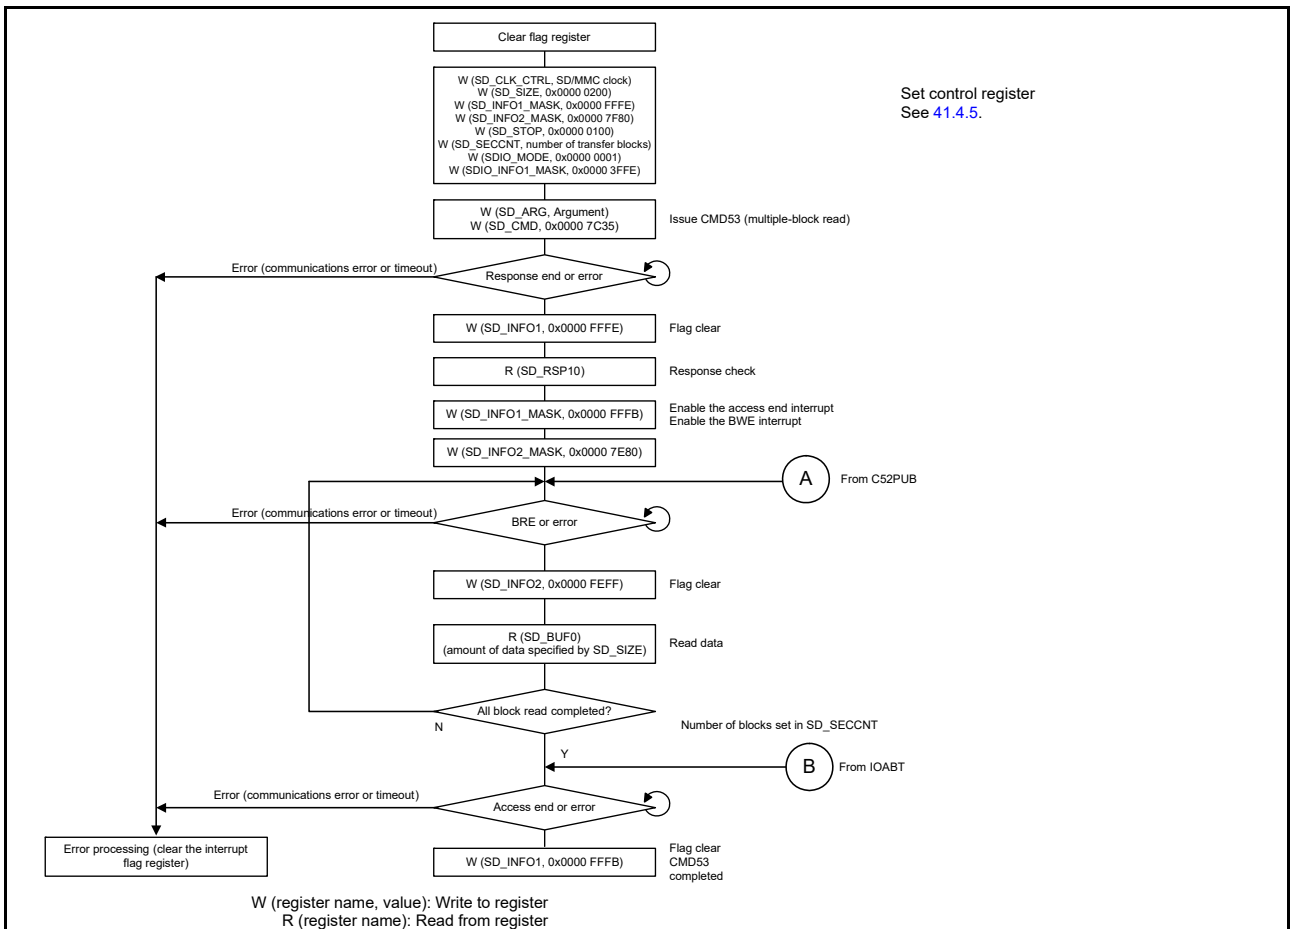 Clear flag register
W (SD_CLK_CTRL, SD/MMC clock)
W (SD_SIZE, 0x0000 0200)
W (SD_INFO1_MASK, 0x0000 FFFE)
W (SD_INFO2_MASK, 0x0000 7F80)
W (SD_STOP, 0x0000 0100)
W (SD_SECCNT, number of transfer blocks)
W (SDIO_MODE, 0x0000 0001)
W (SDIO_INFO1_MASK, 0x0000 3FFE)
Set control register
See 41.4.5.
W (SD_ARG, Argument)
W (SD_CMD, 0x0000 7C35)
Issue CMD53 (multiple-block read)
Error (communications error or timeout)
Response end or error
W (SD_INFO1, 0x0000 FFFE)
Flag clear
R (SD_RSP10)
Response check
W (SD_INFO1_MASK, 0x0000 FFFB)
Enable the access end interrupt
Enable the BWE interrupt
W (SD_INFO2_MASK, 0x0000 7E80)
A
From C52PUB
Error (communications error or timeout)
BRE or error
W (SD_INFO2, 0x0000 FEFF)
Flag clear
R (SD_BUF0)
(amount of data specified by SD_SIZE)
Read data
All block read completed?
N
Number of blocks set in SD_SECCNT
Y
B
From IOABT
Error (communications error or timeout)
Access end or error
Error processing (clear the interrupt
flag register)
W (SD_INFO1, 0x0000 FFFB)
Flag clear
CMD53
completed
W (register name, value): Write to register
R (register name): Read from register